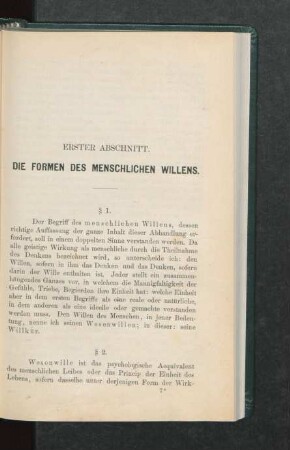 ERSTER ABSCHNITT.
DIE FORMEN DES MENSCHLICHEN WILLENS.
§ 1.
Der Begriff des menschlichen Willens, dessen
richtige Auffassung der ganze Inhalt dieser Abhandlung er-
fordert, soll in einem doppelten Sinne verstanden werden. Da
alle geistige Wirkung als menschliche durch die Theilnahme
des Denkens bezeichnet wird, so unterscheide ich: den
Willen, sofern in ihm das Denken und das Denken, sofern
darin der Wille enthalten ist. Jeder stellt ein zusammen-
hängendes Ganzes vor, in welchem die Mannigfaltigkeit der
Gefühle, Triebe, Begierden ihre Einheit hat; welche Einheit
aber in dem ersten Begriffe als eine reale oder natürliche,
in dem anderen als eine ideelle oder gemachte verstanden
werden muss. Den Willen des Menschen, in jener Bedeu-
tung, nenne ich seinen Wesenwillen; in dieser: seine
Willkür.
§ 2.
Wesenwille ist das psychologische Aequivalent
des menschlichen Leibes oder das Princip der Einheit des
Lebens, sofern dasselbe unter derjenigen Form der Wirk-
7*